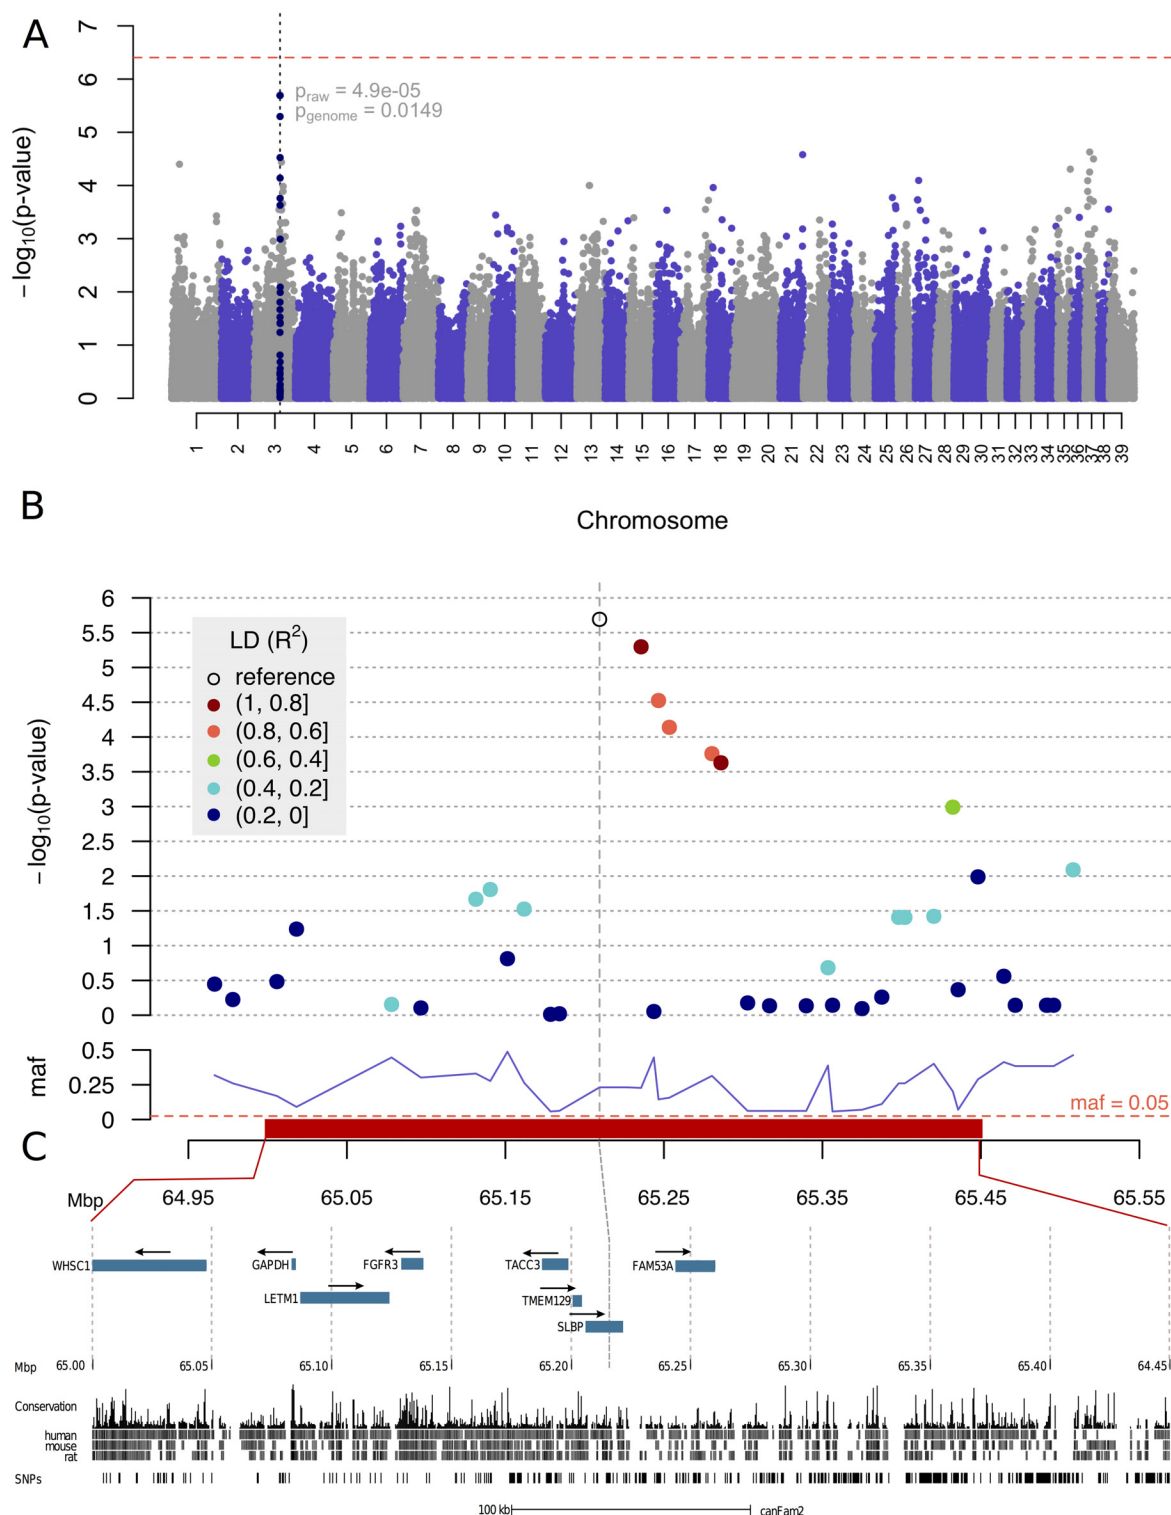 A
7
6
5
4
3
2
1
0
−log10(p-value)
praw = 4.9e-05
pgenome = 0.0149
1 2 3 4 5 6 7 8 9 10 11 12 13 14 15 16 17 18 19 20 21 22 23 24 25 26 27 28 29 30 31 32 33 34 35 36 37 38 39
Chromosome
B
6
5.5
5
4.5
4
3.5
3
2.5
2
1.5
1
0.5
0
−log10(p-value)
LD (R2)
reference
(1, 0.8]
(0.8, 0.6]
(0.6, 0.4]
(0.4, 0.2]
(0.2, 0]
0.5
0.25
0
maf
maf = 0.05
C
Mbp 64.95 65.05 65.15 65.25 65.35 65.45 65.55
WHSC1 GAPDH FGFR3 TACC3 FAM53A
LETM1 TMEM129
SLBP
Mbp 65.00 65.05 65.10 65.15 65.20 65.25 65.30 65.35 65.40 64.45
Conservation
human
mouse
rat
SNPs
100 kb canFam2